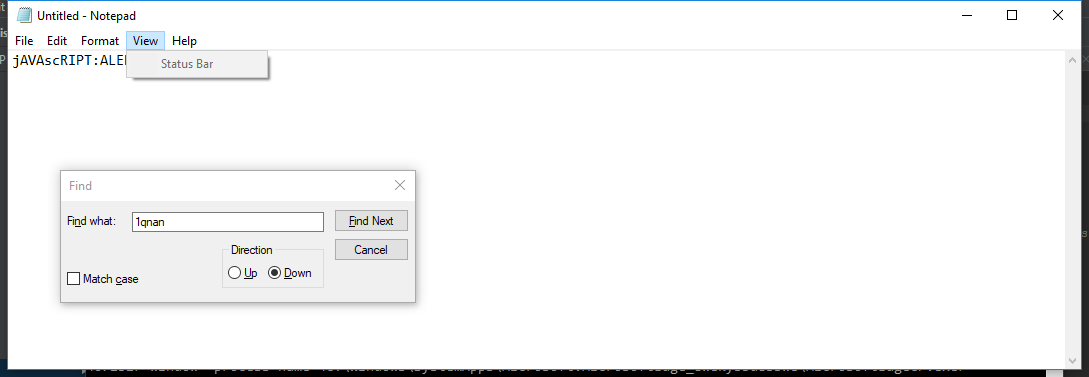 Untitled - Notepad
File Edit Format View Help
jAVAscRIPT:ALE
Status Bar
Find
Find what: 1qnan Find Next
Direction Cancel
Up Down
Match case